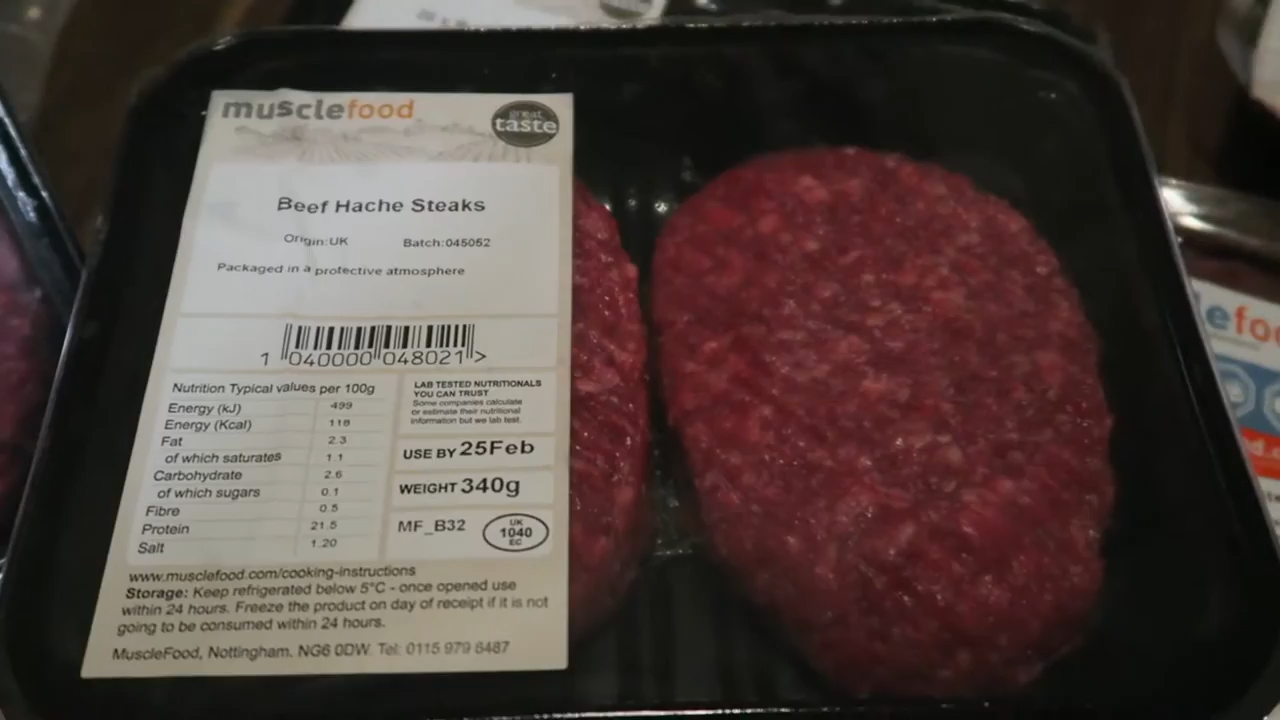 musclefood
great
taste
Beef Hache Steaks
Origin:UK Batch:045052
Packaged in a protective atmosphere
1 040000 048021 >
Nutrition Typical values per 100g
Energy (kJ) 499
Energy (Kcal) 118
Fat 2.3
of which saturates 1.1
Carbohydrate 2.6
of which sugars 0.1
Fibre 0.5
Protein 21.5
Salt 1.20
LAB TESTED NUTRITIONALS
YOU CAN TRUST
Some companies calculate
or estimate their nutritional
information but we lab test.
USE BY 25Feb
WEIGHT 340g
MF_B32
UK
1040
EC
www.musclefood.com/cooking-instructions
Storage: Keep refrigerated below 5°C - once opened use
within 24 hours. Freeze the product on day of receipt if it is not
going to be consumed within 24 hours.
MuscleFood, Nottingham. NG6 0DW. Tel: 0115 979 8487
efoo